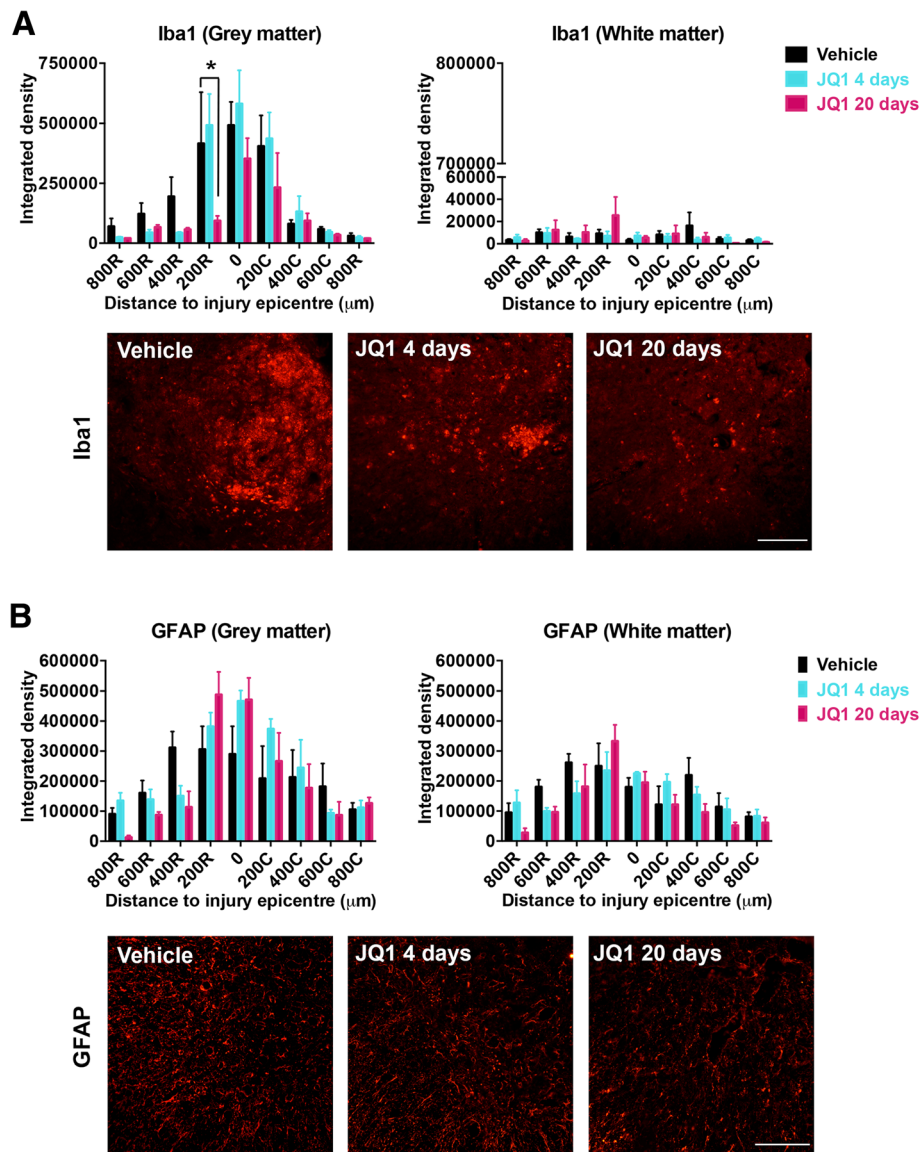 A
Iba1 (Grey matter)
Integrated density
750000
500000
250000
0
*
800R
600R
400R
200R
0
200C
400C
600C
800R
Distance to injury epicentre (μm)
Iba1 (White matter)
Integrated density
800000
700000
60000
40000
20000
0
800R
600R
400R
200R
0
200C
400C
600C
800C
Distance to injury epicentre (μm)
Vehicle
JQ1 4 days
JQ1 20 days
Iba1
Vehicle
JQ1 4 days
JQ1 20 days
B
GFAP (Grey matter)
Integrated density
600000
500000
400000
300000
200000
100000
0
800R
600R
400R
200R
0
200C
400C
600C
800C
Distance to injury epicentre (μm)
GFAP (White matter)
Integrated density
600000
500000
400000
300000
200000
100000
0
800R
600R
400R
200R
0
200C
400C
600C
800C
Distance to injury epicentre (μm)
Vehicle
JQ1 4 days
JQ1 20 days
GFAP
Vehicle
JQ1 4 days
JQ1 20 days